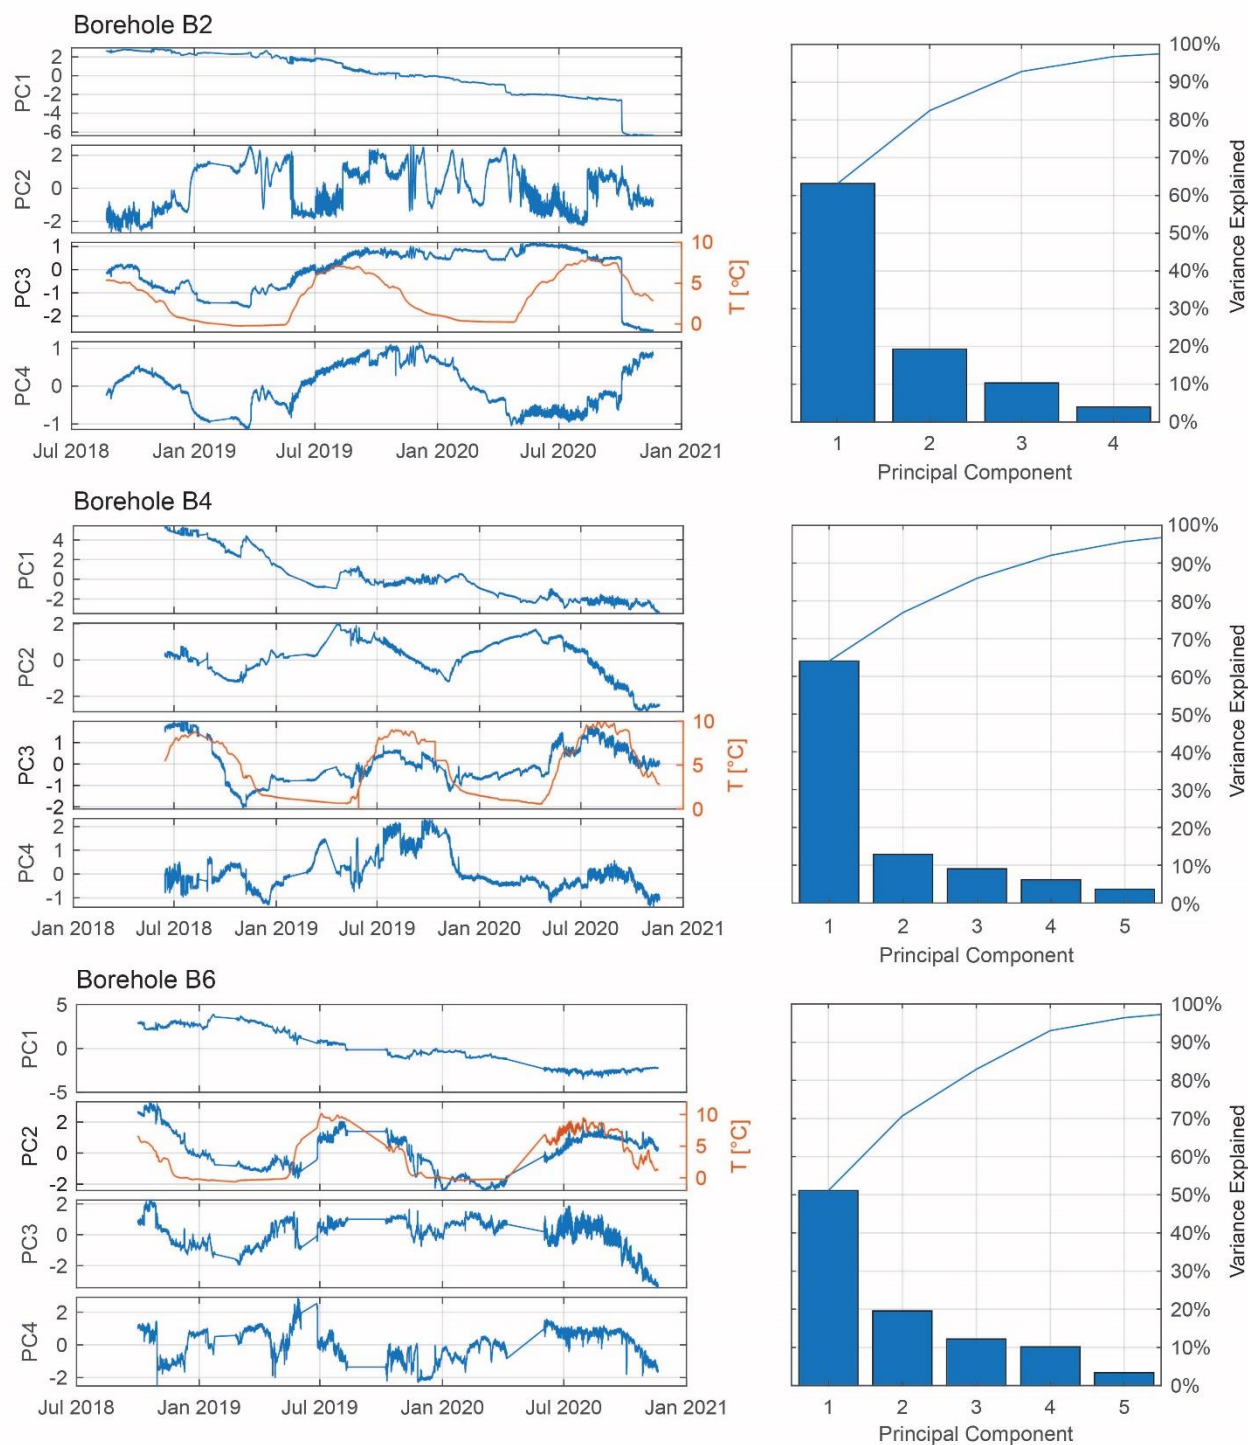 Borehole B2
PC1
2
0
-2
-4
-6
PC2
2
0
-2
PC3
1
0
-1
-2
10
5
0
T [°C]
PC4
1
0
-1
Jul 2018 Jan 2019 Jul 2019 Jan 2020 Jul 2020 Jan 2021
100%
90%
80%
70%
60%
50%
40%
30%
20%
10%
0%
Variance Explained
1 2 3 4
Principal Component
Borehole B4
PC1
4
2
0
-2
PC2
2
0
-2
PC3
1
0
-1
-2
10
5
0
T [°C]
PC4
2
1
0
-1
Jan 2018 Jul 2018 Jan 2019 Jul 2019 Jan 2020 Jul 2020 Jan 2021
100%
90%
80%
70%
60%
50%
40%
30%
20%
10%
0%
Variance Explained
1 2 3 4 5
Principal Component
Borehole B6
PC1
5
0
-5
PC2
2
0
-2
10
5
0
T [°C]
PC3
2
0
-2
PC4
2
0
-2
Jul 2018 Jan 2019 Jul 2019 Jan 2020 Jul 2020 Jan 2021
100%
90%
80%
70%
60%
50%
40%
30%
20%
10%
0%
Variance Explained
1 2 3 4 5
Principal Component